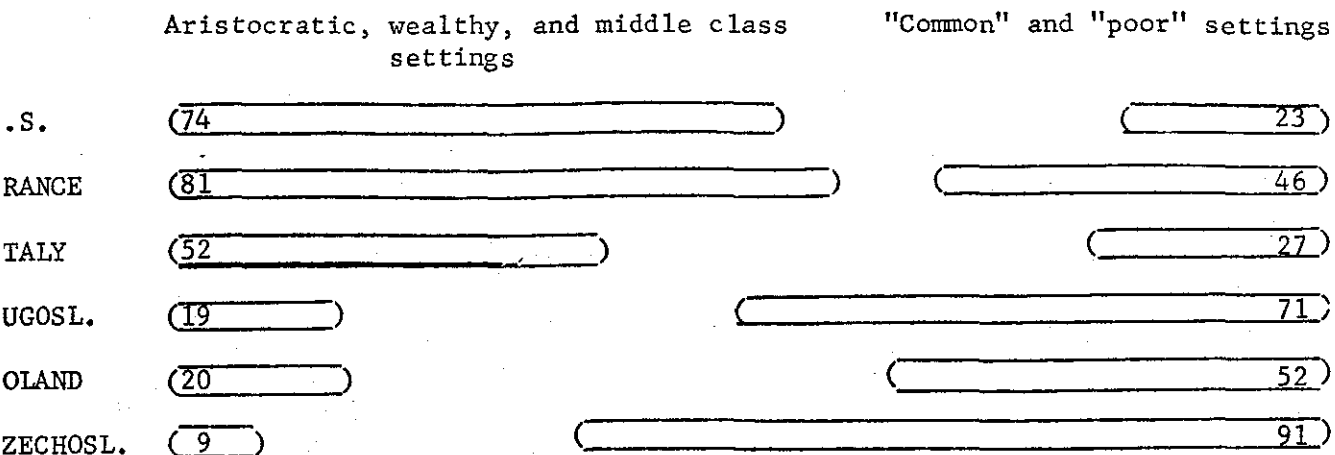 Aristocratic, wealthy, and middle class settings "Common" and "poor" settings
.S. 74 23
RANCE 81 46
TALY 52 27
UGOSL. 19 71
OLAND 20 52
ZECHOSL. 9 91